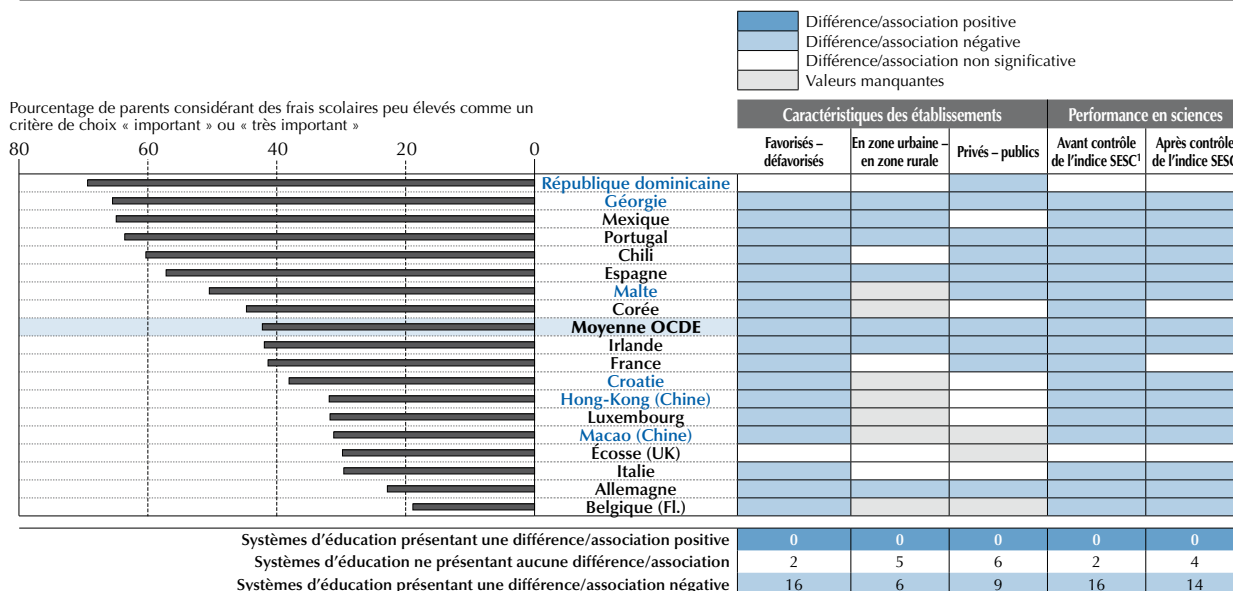 Différence/association positive
Différence/association négative
Différence/association non significative
Valeurs manquantes
Pourcentage de parents considérant des frais scolaires peu élevés comme un
critère de choix « important » ou « très important »
Caractéristiques des établissements
Performance en sciences
80 60 40 20 0
Favorisés –
défavorisés
En zone urbaine –
en zone rurale
Privés – publics
Avant contrôle
de l'indice SESC¹
Après contrôle
de l'indice SESC
République dominicaine
Géorgie
Mexique
Portugal
Chili
Espagne
Malte
Corée
Moyenne OCDE
Irlande
France
Croatie
Hong-Kong (Chine)
Luxembourg
Macao (Chine)
Écosse (UK)
Italie
Allemagne
Belgique (Fl.)
Systèmes d'éducation présentant une différence/association positive 0 0 0 0 0
Systèmes d'éducation ne présentant aucune différence/association 2 5 6 2 4
Systèmes d'éducation présentant une différence/association négative 16 6 9 16 14